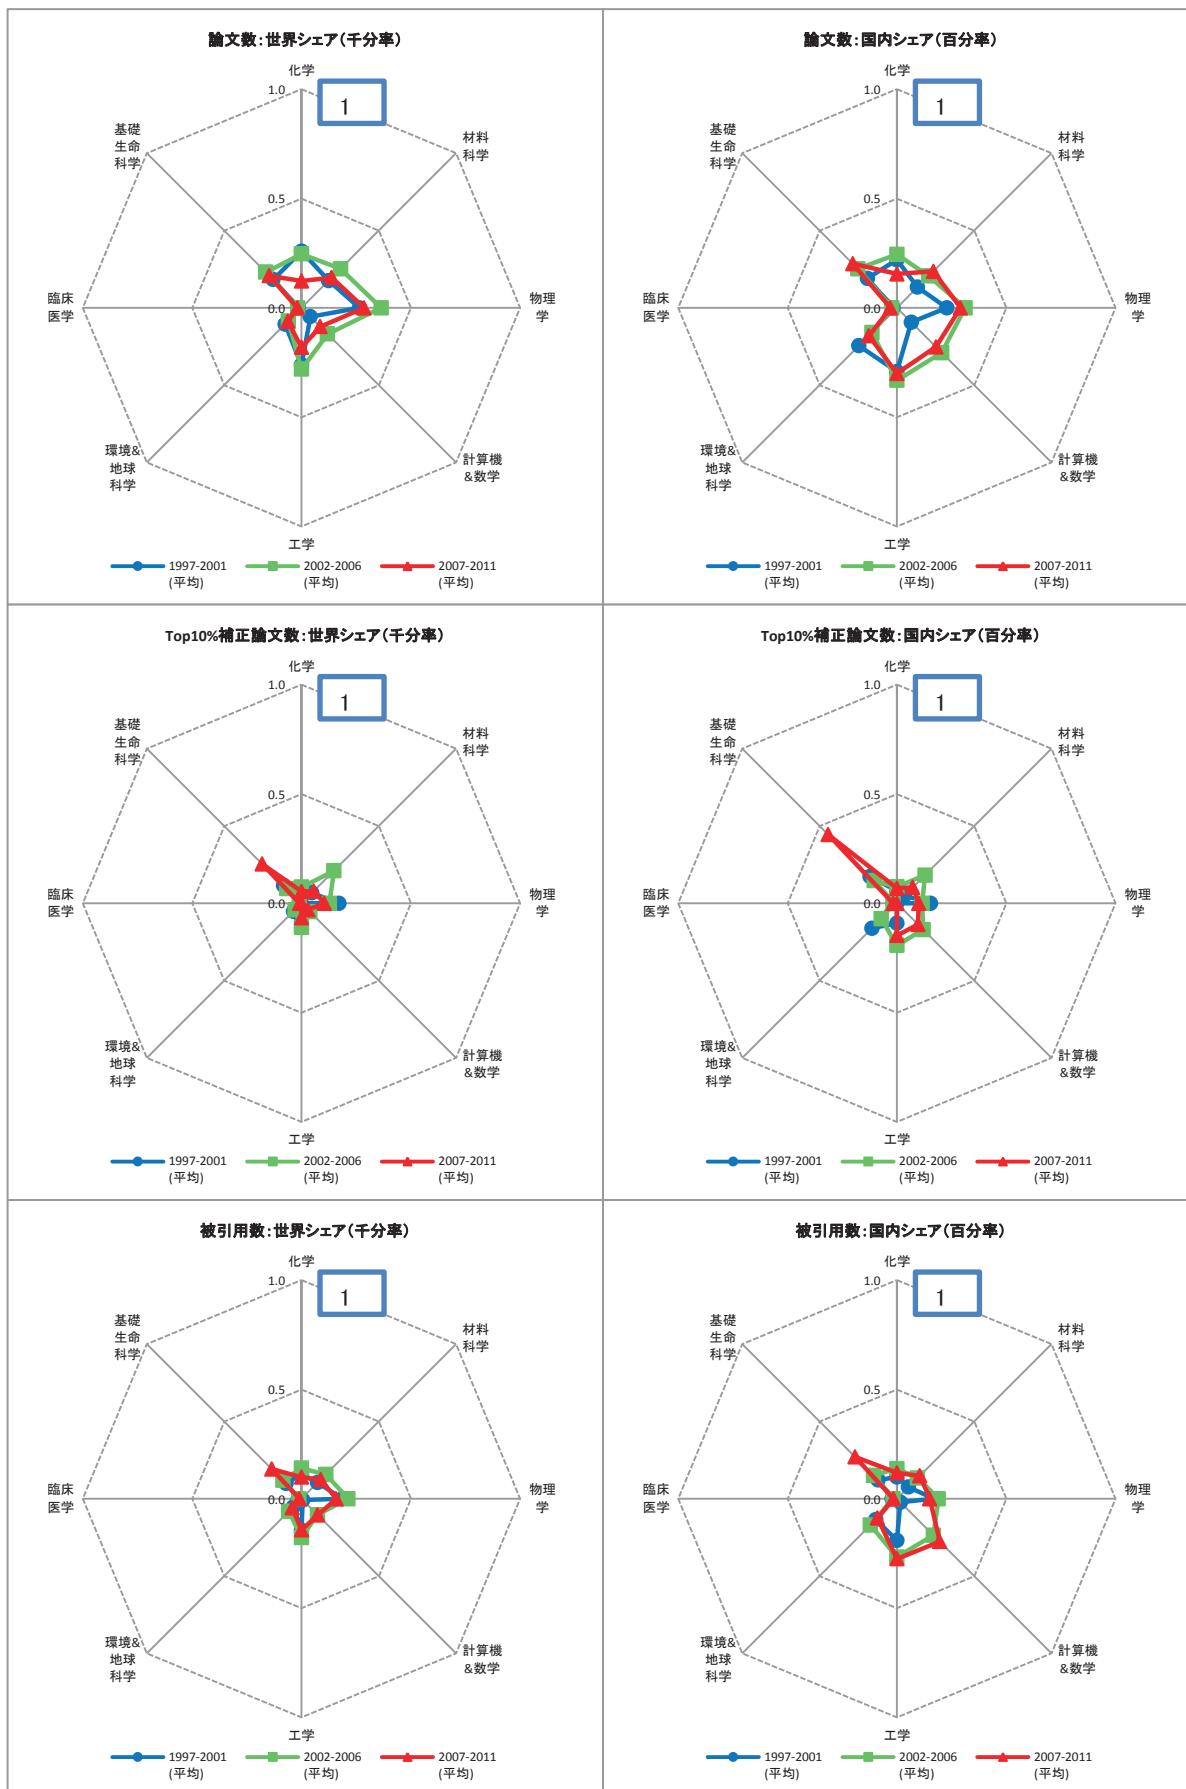 論文数：世界シェア（千分率）
化学
1.0
1
基礎
生命
科学
材料
科学
0.5
臨床
医学
0.0
物理
学
環境&
地球
科学
計算機
&数学
工学
1997-2001
(平均)
2002-2006
(平均)
2007-2011
(平均)
論文数：国内シェア（百分率）
化学
1.0
1
基礎
生命
科学
材料
科学
0.5
臨床
医学
0.0
物理
学
環境&
地球
科学
計算機
&数学
工学
1997-2001
(平均)
2002-2006
(平均)
2007-2011
(平均)
Top10%補正論文数：世界シェア（千分率）
化学
1.0
1
基礎
生命
科学
材料
科学
0.5
臨床
医学
0.0
物理
学
環境&
地球
科学
計算機
&数学
工学
1997-2001
(平均)
2002-2006
(平均)
2007-2011
(平均)
Top10%補正論文数：国内シェア（百分率）
化学
1.0
1
基礎
生命
科学
材料
科学
0.5
臨床
医学
0.0
物理
学
環境&
地球
科学
計算機
&数学
工学
1997-2001
(平均)
2002-2006
(平均)
2007-2011
(平均)
被引用数：世界シェア（千分率）
化学
1.0
1
基礎
生命
科学
材料
科学
0.5
臨床
医学
0.0
物理
学
環境&
地球
科学
計算機
&数学
工学
1997-2001
(平均)
2002-2006
(平均)
2007-2011
(平均)
被引用数：国内シェア（百分率）
化学
1.0
1
基礎
生命
科学
材料
科学
0.5
臨床
医学
0.0
物理
学
環境&
地球
科学
計算機
&数学
工学
1997-2001
(平均)
2002-2006
(平均)
2007-2011
(平均)